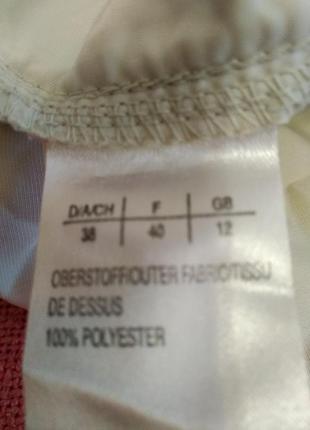 D/A/CH F GB
38 40 12
OBERSTOFF/OUTER FABRIC/TISSU
DE DESSUS
100% POLYESTER